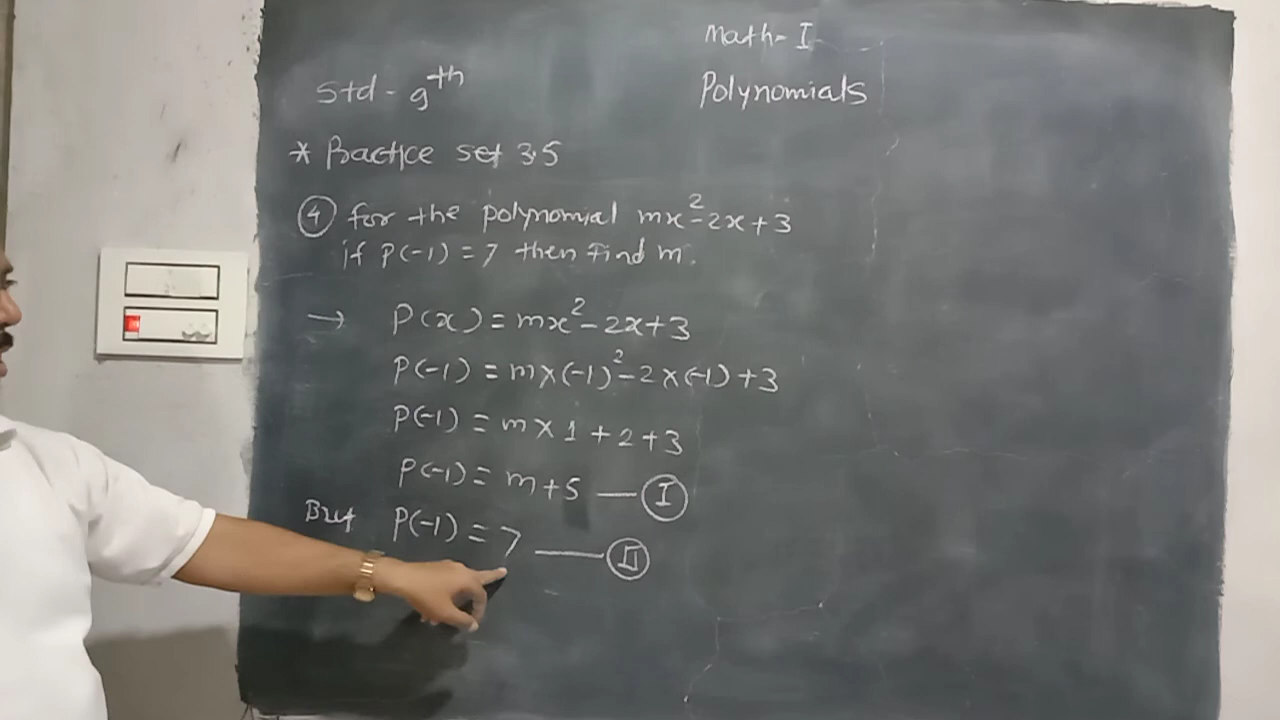 Math-I
Std-9th
Polynomials
* Practice set 3.5
④ for the polynomial mx²-2x+3
if P(-1)=7 then find m.
→ P(x)=mx²-2x+3
P(-1)=m×(-1)²-2×(-1)+3
P(-1)=m×1+2+3
P(-1)=m+5 — Ⅰ
But P(-1)=7 — Ⅱ